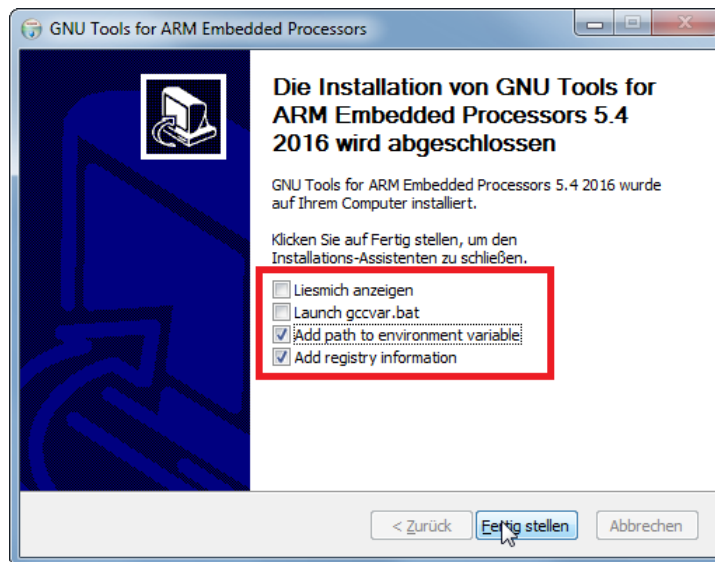 GNU Tools for ARM Embedded Processors
Die Installation von GNU Tools for
ARM Embedded Processors 5.4
2016 wird abgeschlossen
GNU Tools for ARM Embedded Processors 5.4 2016 wurde
auf Ihrem Computer installiert.
Klicken Sie auf Fertig stellen, um den
Installations-Assistenten zu schließen.
Liesmich anzeigen
Launch gccvar.bat
Add path to environment variable
Add registry information
< Zurück
Fertig stellen
Abbrechen